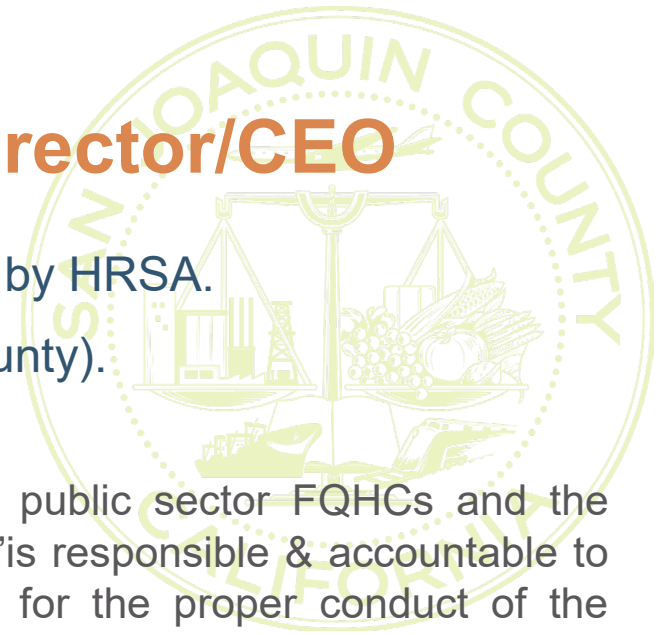 SAN JOAQUIN COUNTY
rector/CEO
by HRSA.
unty).
public sector FQHCs and the
"is responsible & accountable to
for the proper conduct of the
CALIFORNIA